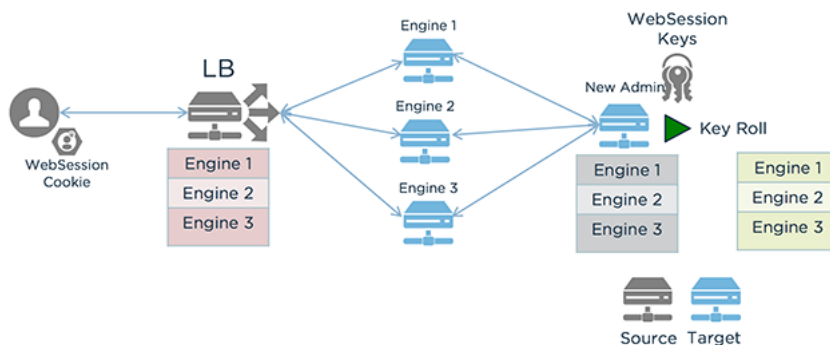 WebSession
Keys
Engine 1
LB
New Admin
Engine 2
Key Roll
WebSession
Cookie
Engine 1
Engine 2
Engine 3
Engine 3
Engine 1
Engine 2
Engine 3
Engine 1
Engine 2
Engine 3
Source
Target